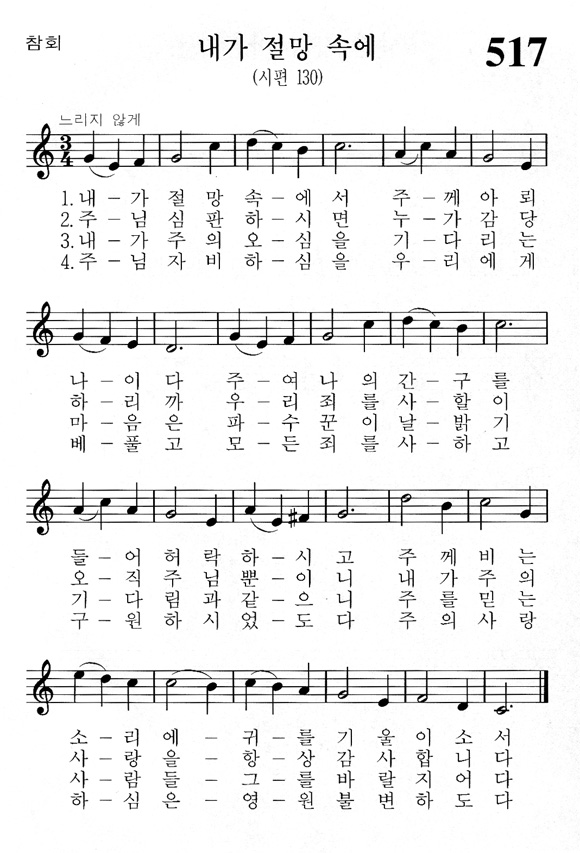 참회
내가 절망 속에
517
(시편 130)
느리지 않게
3
4
1.내-가절망속-에서 주-께아뢰
2.주-님심판하-시면 누-가감당
3.내-가주의오-심을 기-다리는
4.주-님자비하-심을 우-리에게
나-이다 주-여나의간-구를
하-리까 우-리죄를사-할이
마-음은 파-수꾼이날-밝기
베-풀고 모-든죄를사-하고
들-어허락하-시고 주께비는
오-직주님뿐-이니 내가주의
기-다림과같-으니 주를믿는
구-원하시었-도다 주의사랑
소-리에-귀-를기울이소서
사-랑을-항-상감사합니다
사-람들-그-를바랄지어다
하-심은-영-원불변하도다